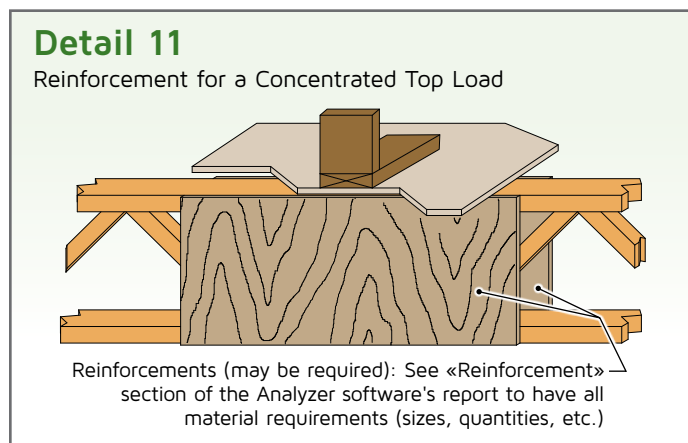 Detail 11
Reinforcement for a Concentrated Top Load
Reinforcements (may be required): See «Reinforcement»
section of the Analyzer software's report to have all
material requirements (sizes, quantities, etc.)